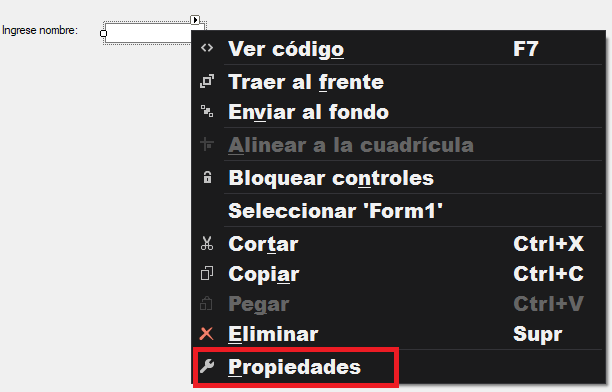 Ingrese nombre:
Ver código F7
Traer al frente
Enviar al fondo
Alinear a la cuadrícula
Bloquear controles
Seleccionar 'Form1'
Cortar Ctrl+X
Copiar Ctrl+C
Pegar Ctrl+V
Eliminar Supr
Propiedades